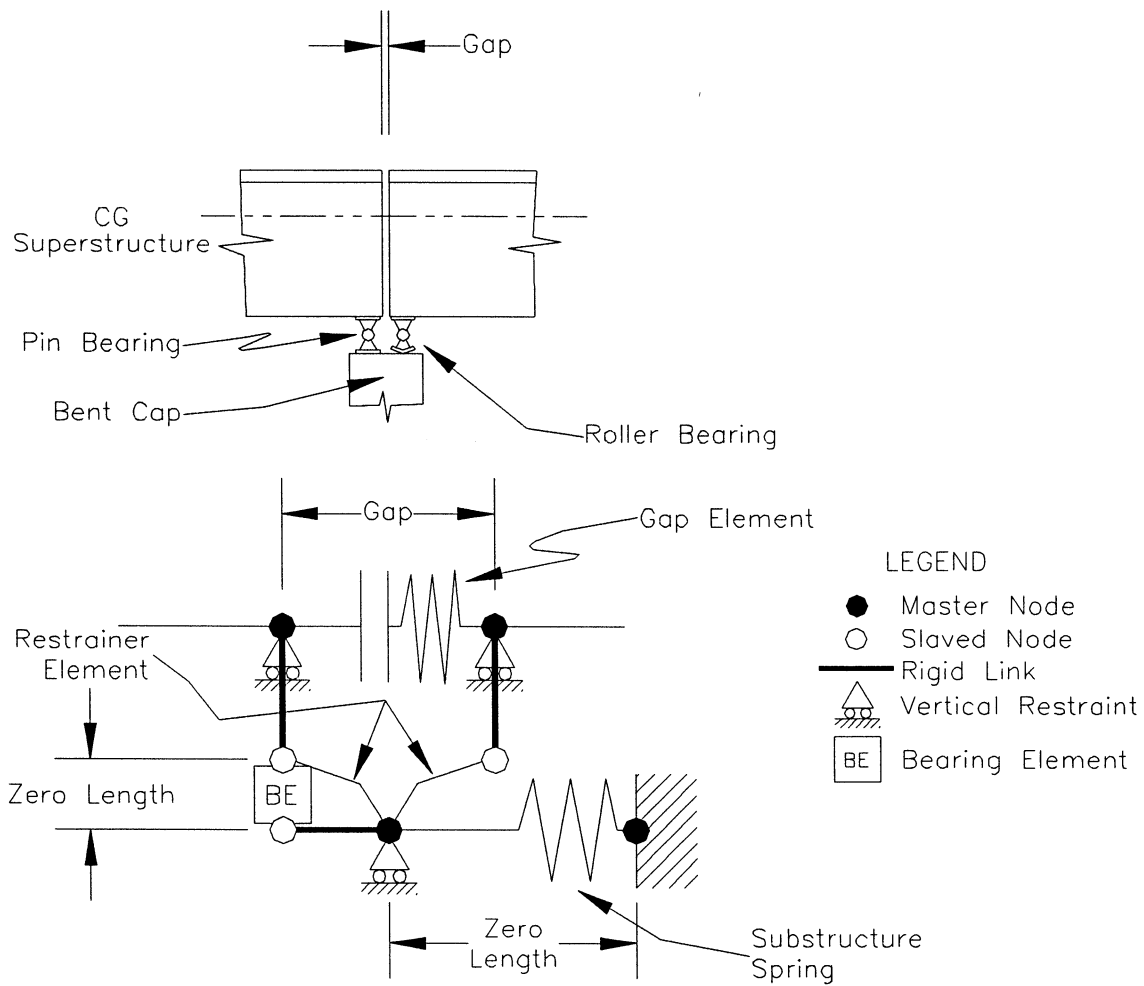 Gap
CG
Superstructure
Pin Bearing
Bent Cap
Roller Bearing
Gap
Gap Element
Restrainer
Element
Zero Length
BE
Zero
Length
Substructure
Spring
LEGEND
Master Node
Slaved Node
Rigid Link
Vertical Restraint
BE
Bearing Element